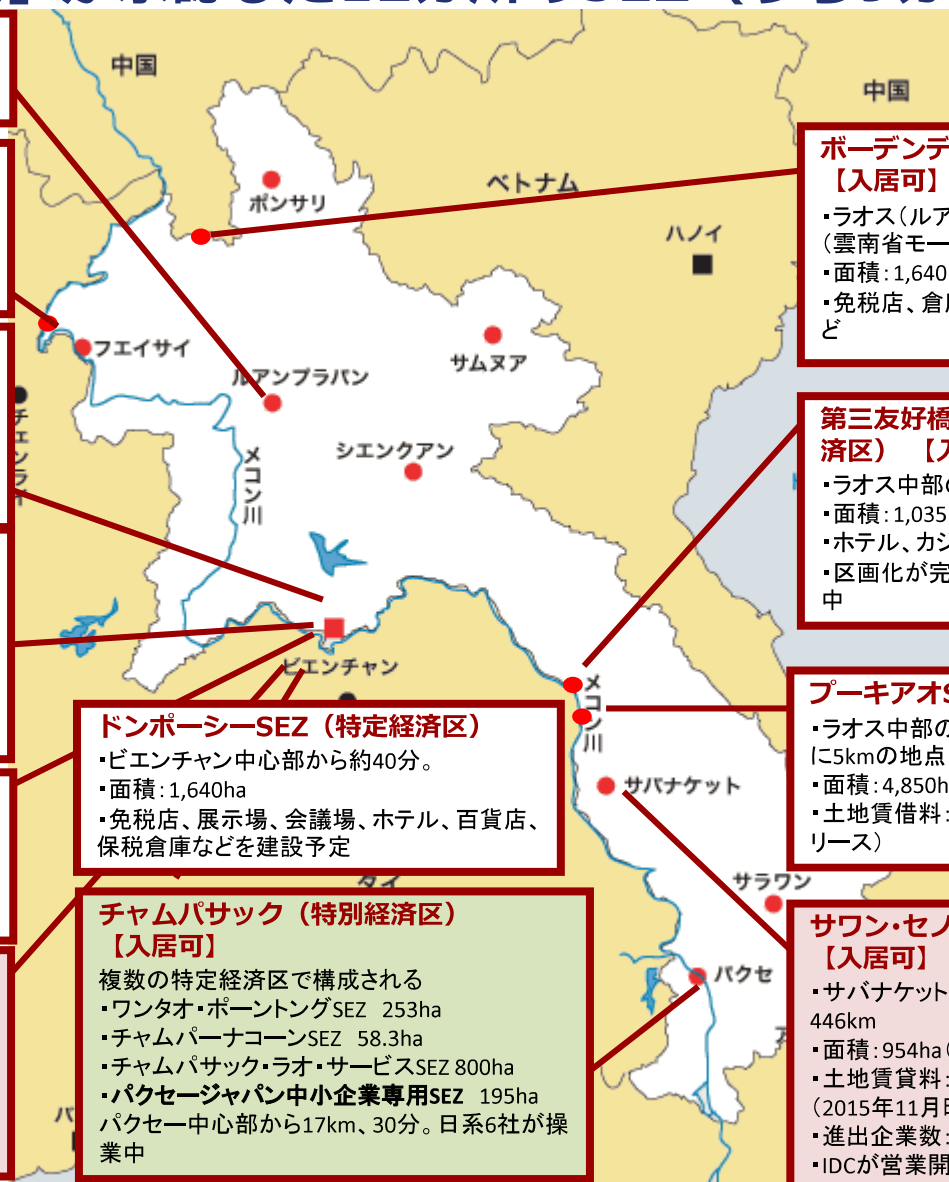 が承認した
中国
中国
ポンサリ
ベトナム
ハノイ
フエイサイ
サムヌア
ルアンプラバン
チェンライ
メコン川
シエンクアン
ビエンチャン
メコン川
サバナケット
タイ
サラワン
パクセ
ボーデンデ
【入居可】
▪ラオス（ルア
（雲南省モー
▪面積：1,640
▪免税店、倉庫
ど
第三友好橋
済区） 【入
▪ラオス中部の
▪面積：1,035
▪ホテル、カジ
▪区画化が完
中
プーキアオS
▪ラオス中部の
に5kmの地点
▪面積：4,850h
▪土地賃借料：
リース）
サワン・セノ
【入居可】
▪サバナケット
446km
▪面積：954ha（
▪土地賃貸料：
（2015年11月
▪進出企業数：
▪IDCが営業開
ドンポーシーSEZ（特定経済区）
▪ビエンチャン中心部から約40分。
▪面積：1,640ha
▪免税店、展示場、会議場、ホテル、百貨店、
保税倉庫などを建設予定
チャムパサック（特別経済区）
【入居可】
複数の特定経済区で構成される
▪ワンタオ・ポーントングSEZ 253ha
▪チャムパーナコーンSEZ 58.3ha
▪チャムパサック・ラオ・サービスSEZ 800ha
▪パクセージャパン中小企業専用SEZ 195ha
パクセー中心部から17km、30分。日系6社が操
業中